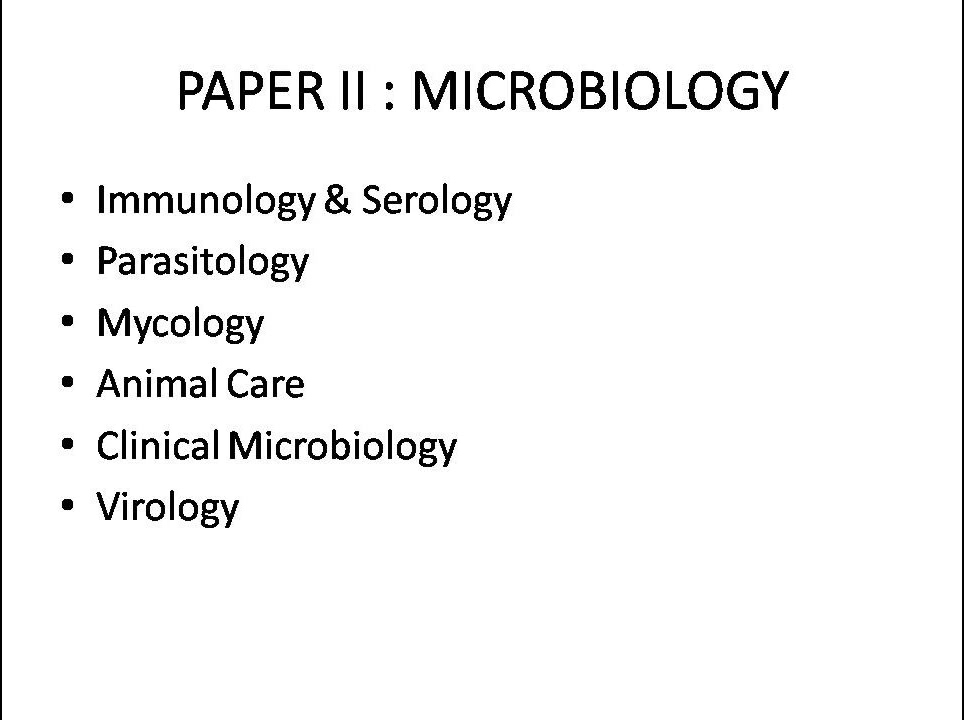 PAPER II : MICROBIOLOGY
• Immunology & Serology
• Parasitology
• Mycology
• Animal Care
• Clinical Microbiology
• Virology